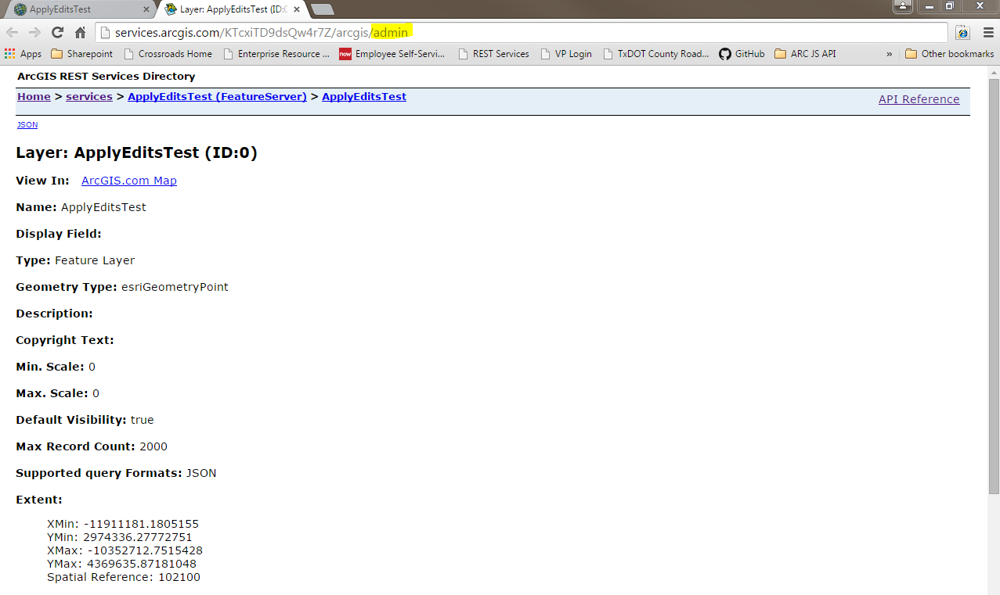 ApplyEditsTest
Layer: ApplyEditsTest (ID:0
services.arcgis.com/KTcxiTD9dsQw4r7Z/arcgis/admin
Apps Sharepoint Crossroads Home Enterprise Resource ... now Employee Self-Servi... REST Services VP Login TxDOT County Road... GitHub ARC JS API » Other bookmarks
ArcGIS REST Services Directory
Home > services > ApplyEditsTest (FeatureServer) > ApplyEditsTest
API Reference
JSON
Layer: ApplyEditsTest (ID:0)
View In: ArcGIS.com Map
Name: ApplyEditsTest
Display Field:
Type: Feature Layer
Geometry Type: esriGeometryPoint
Description:
Copyright Text:
Min. Scale: 0
Max. Scale: 0
Default Visibility: true
Max Record Count: 2000
Supported query Formats: JSON
Extent:
XMin: -11911181.1805155
YMin: 2974336.27772751
XMax: -10352712.7515428
YMax: 4369635.87181048
Spatial Reference: 102100